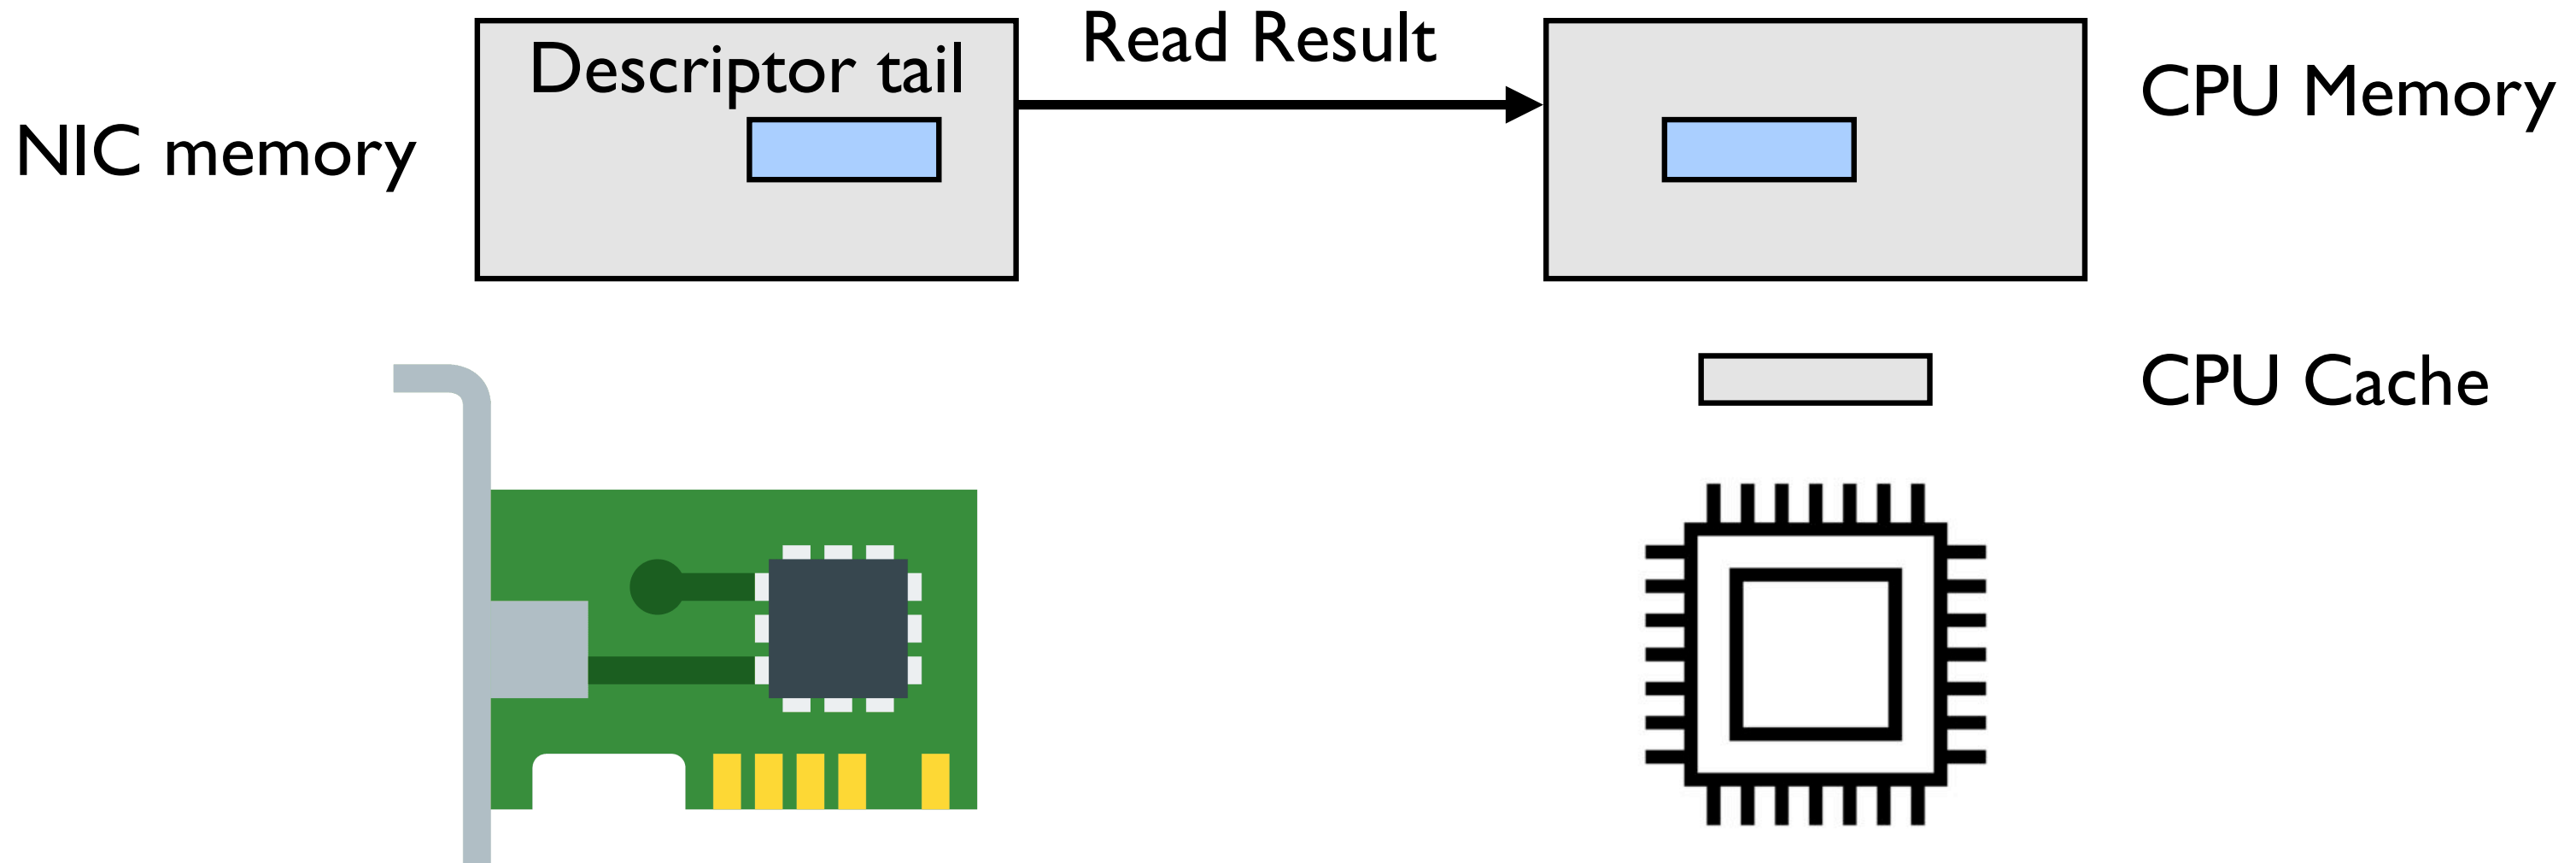 Read Result
Descriptor tail
CPU Memory
NIC memory
CPU Cache